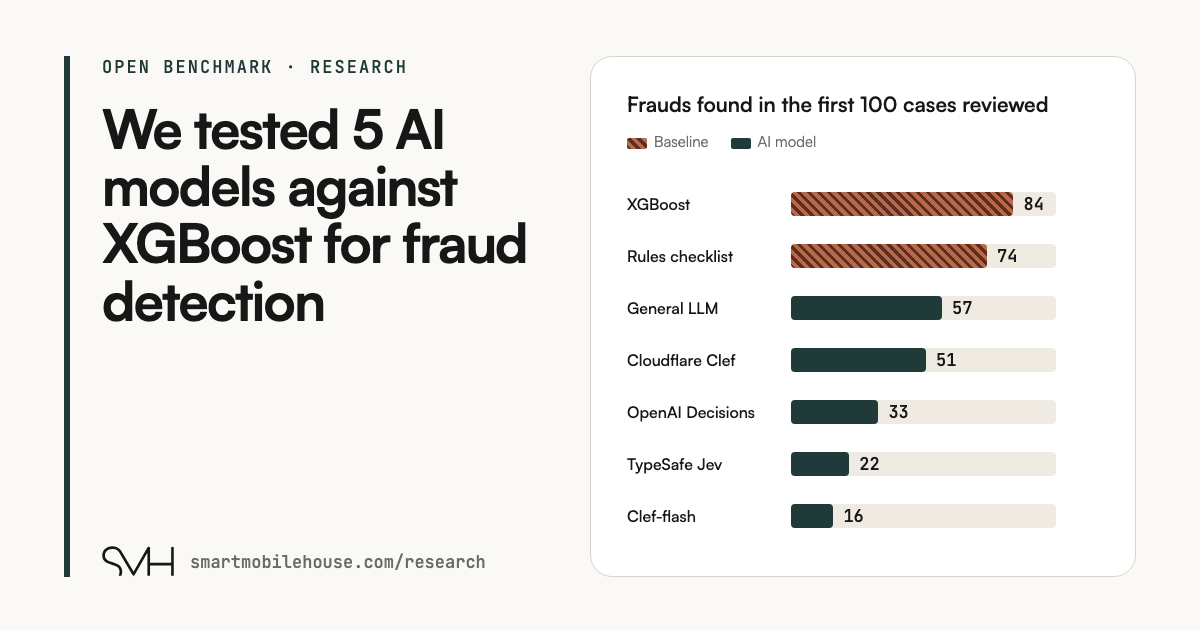 OPEN BENCHMARK · RESEARCH
We tested 5 AI
models against
XGBoost for fraud
detection
SMH
smartmobilehouse.com/research
Frauds found in the first 100 cases reviewed
Baseline
AI model
XGBoost
84
Rules checklist
74
General LLM
57
Cloudflare Clef
51
OpenAI Decisions
33
TypeSafe Jev
22
Clef-flash
16